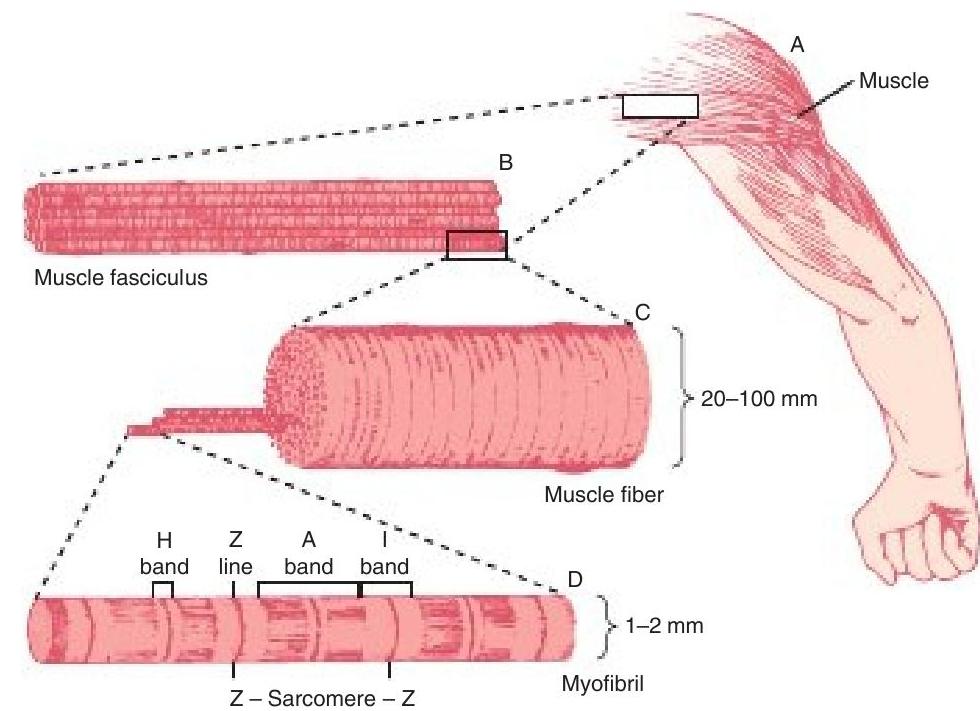 A
Muscle
B
Muscle fasciculus
C
20–100 mm
Muscle fiber
H
band
Z
line
A
band
I
band
D
1–2 mm
Z – Sarcomere – Z
Myofibril